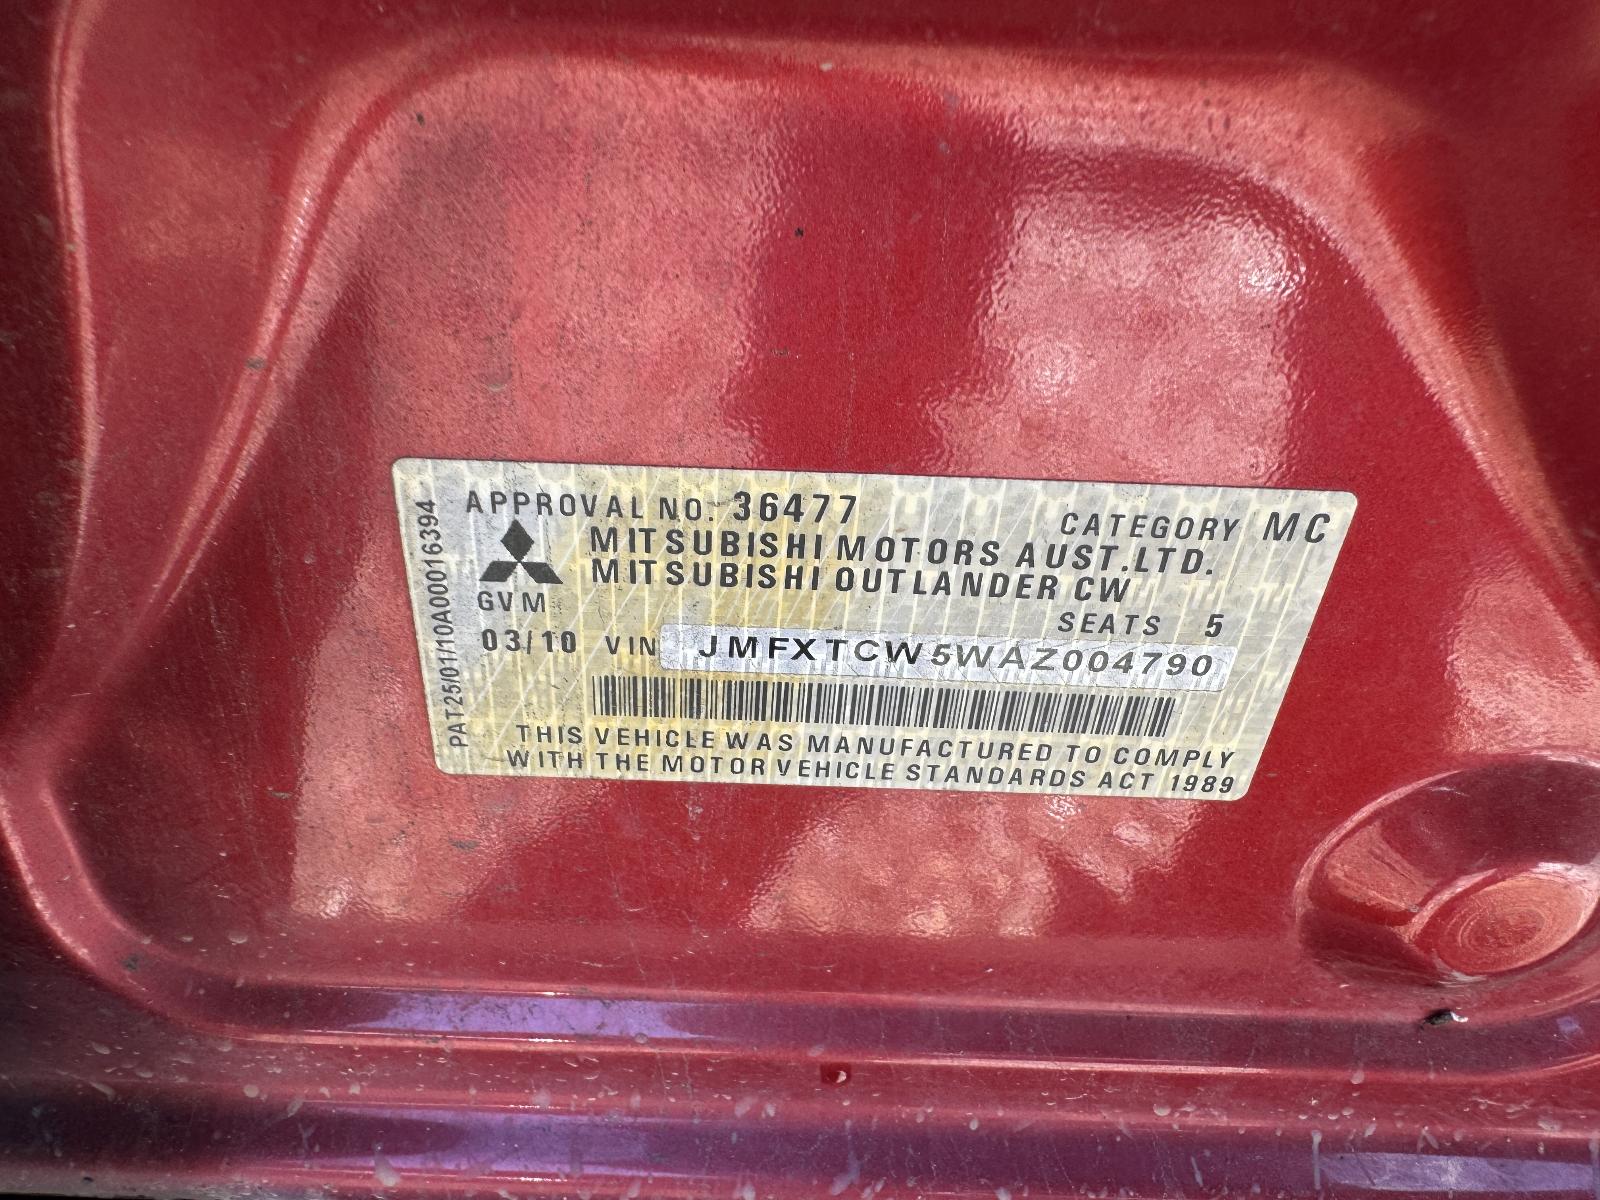 APPROVAL NO. 36477
CATEGORY MC
MITSUBISHI MOTORS AUST.LTD.
MITSUBISHI OUTLANDER CW
GVM
SEATS 5
03/10 VIN JMFXTCW5WAZ004790
THIS VEHICLE WAS MANUFACTURED TO COMPLY
WITH THE MOTOR VEHICLE STANDARDS ACT 1989
PAT25/01/10A000016394